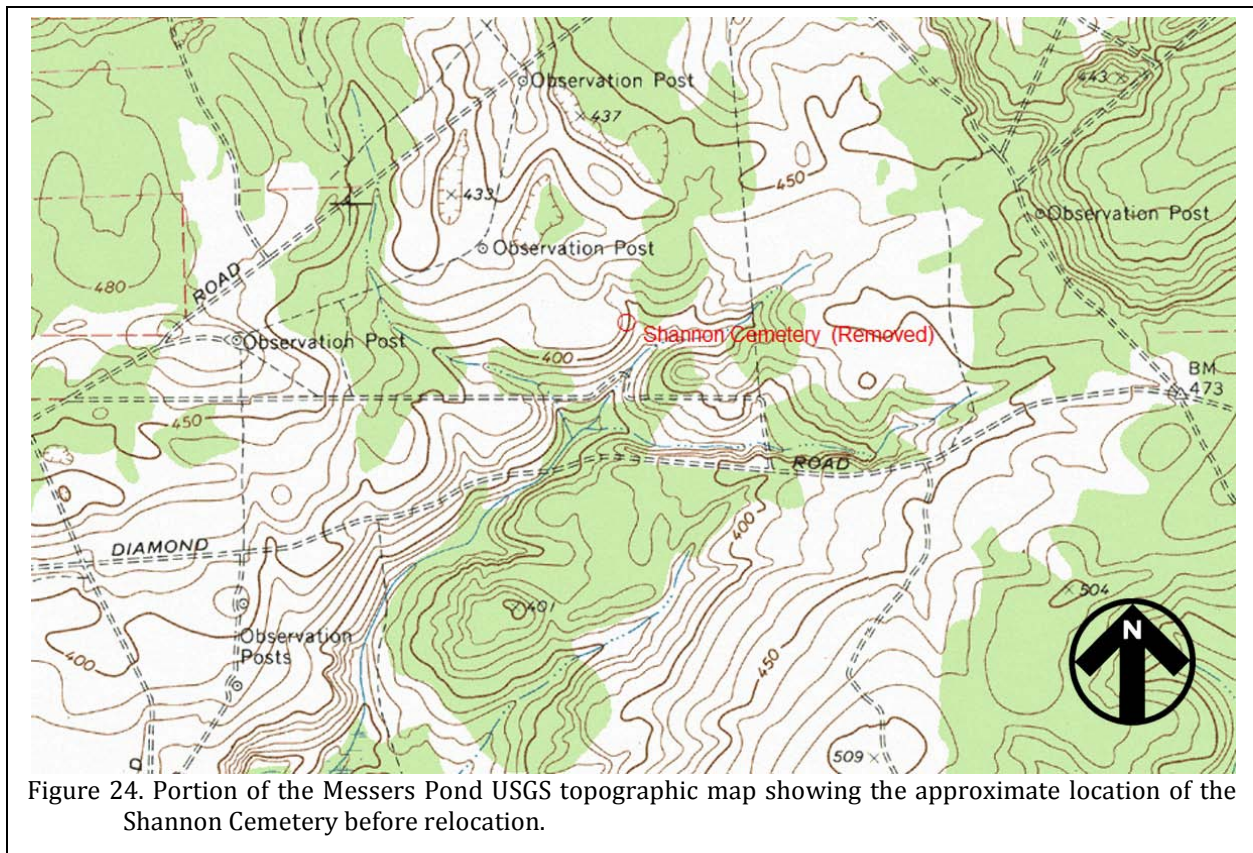 Observation Post
443
437
450
433
Observation Post
Observation Post
480
ROAD
Shannon Cemetery (Removed)
Observation Post
400
BM
473
450
ROAD
400
DIAMOND
504
401
N
Observation
Posts
400
450
509
D
Figure 24. Portion of the Messers Pond USGS topographic map showing the approximate location of the
Shannon Cemetery before relocation.